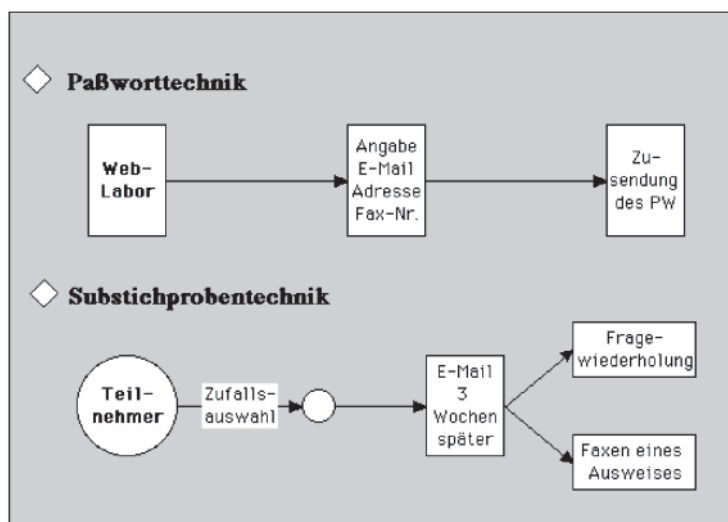 Paßworttechnik
Web-
Labor
Angabe
E-Mail
Adresse
Fax-Nr.
Zu-
sendung
des PW
Substichprobentechnik
Teil-
nehmer
Zufalls-
auswahl
E-Mail
3
Wochen
später
Frage-
wiederholung
Faxen eines
Ausweises